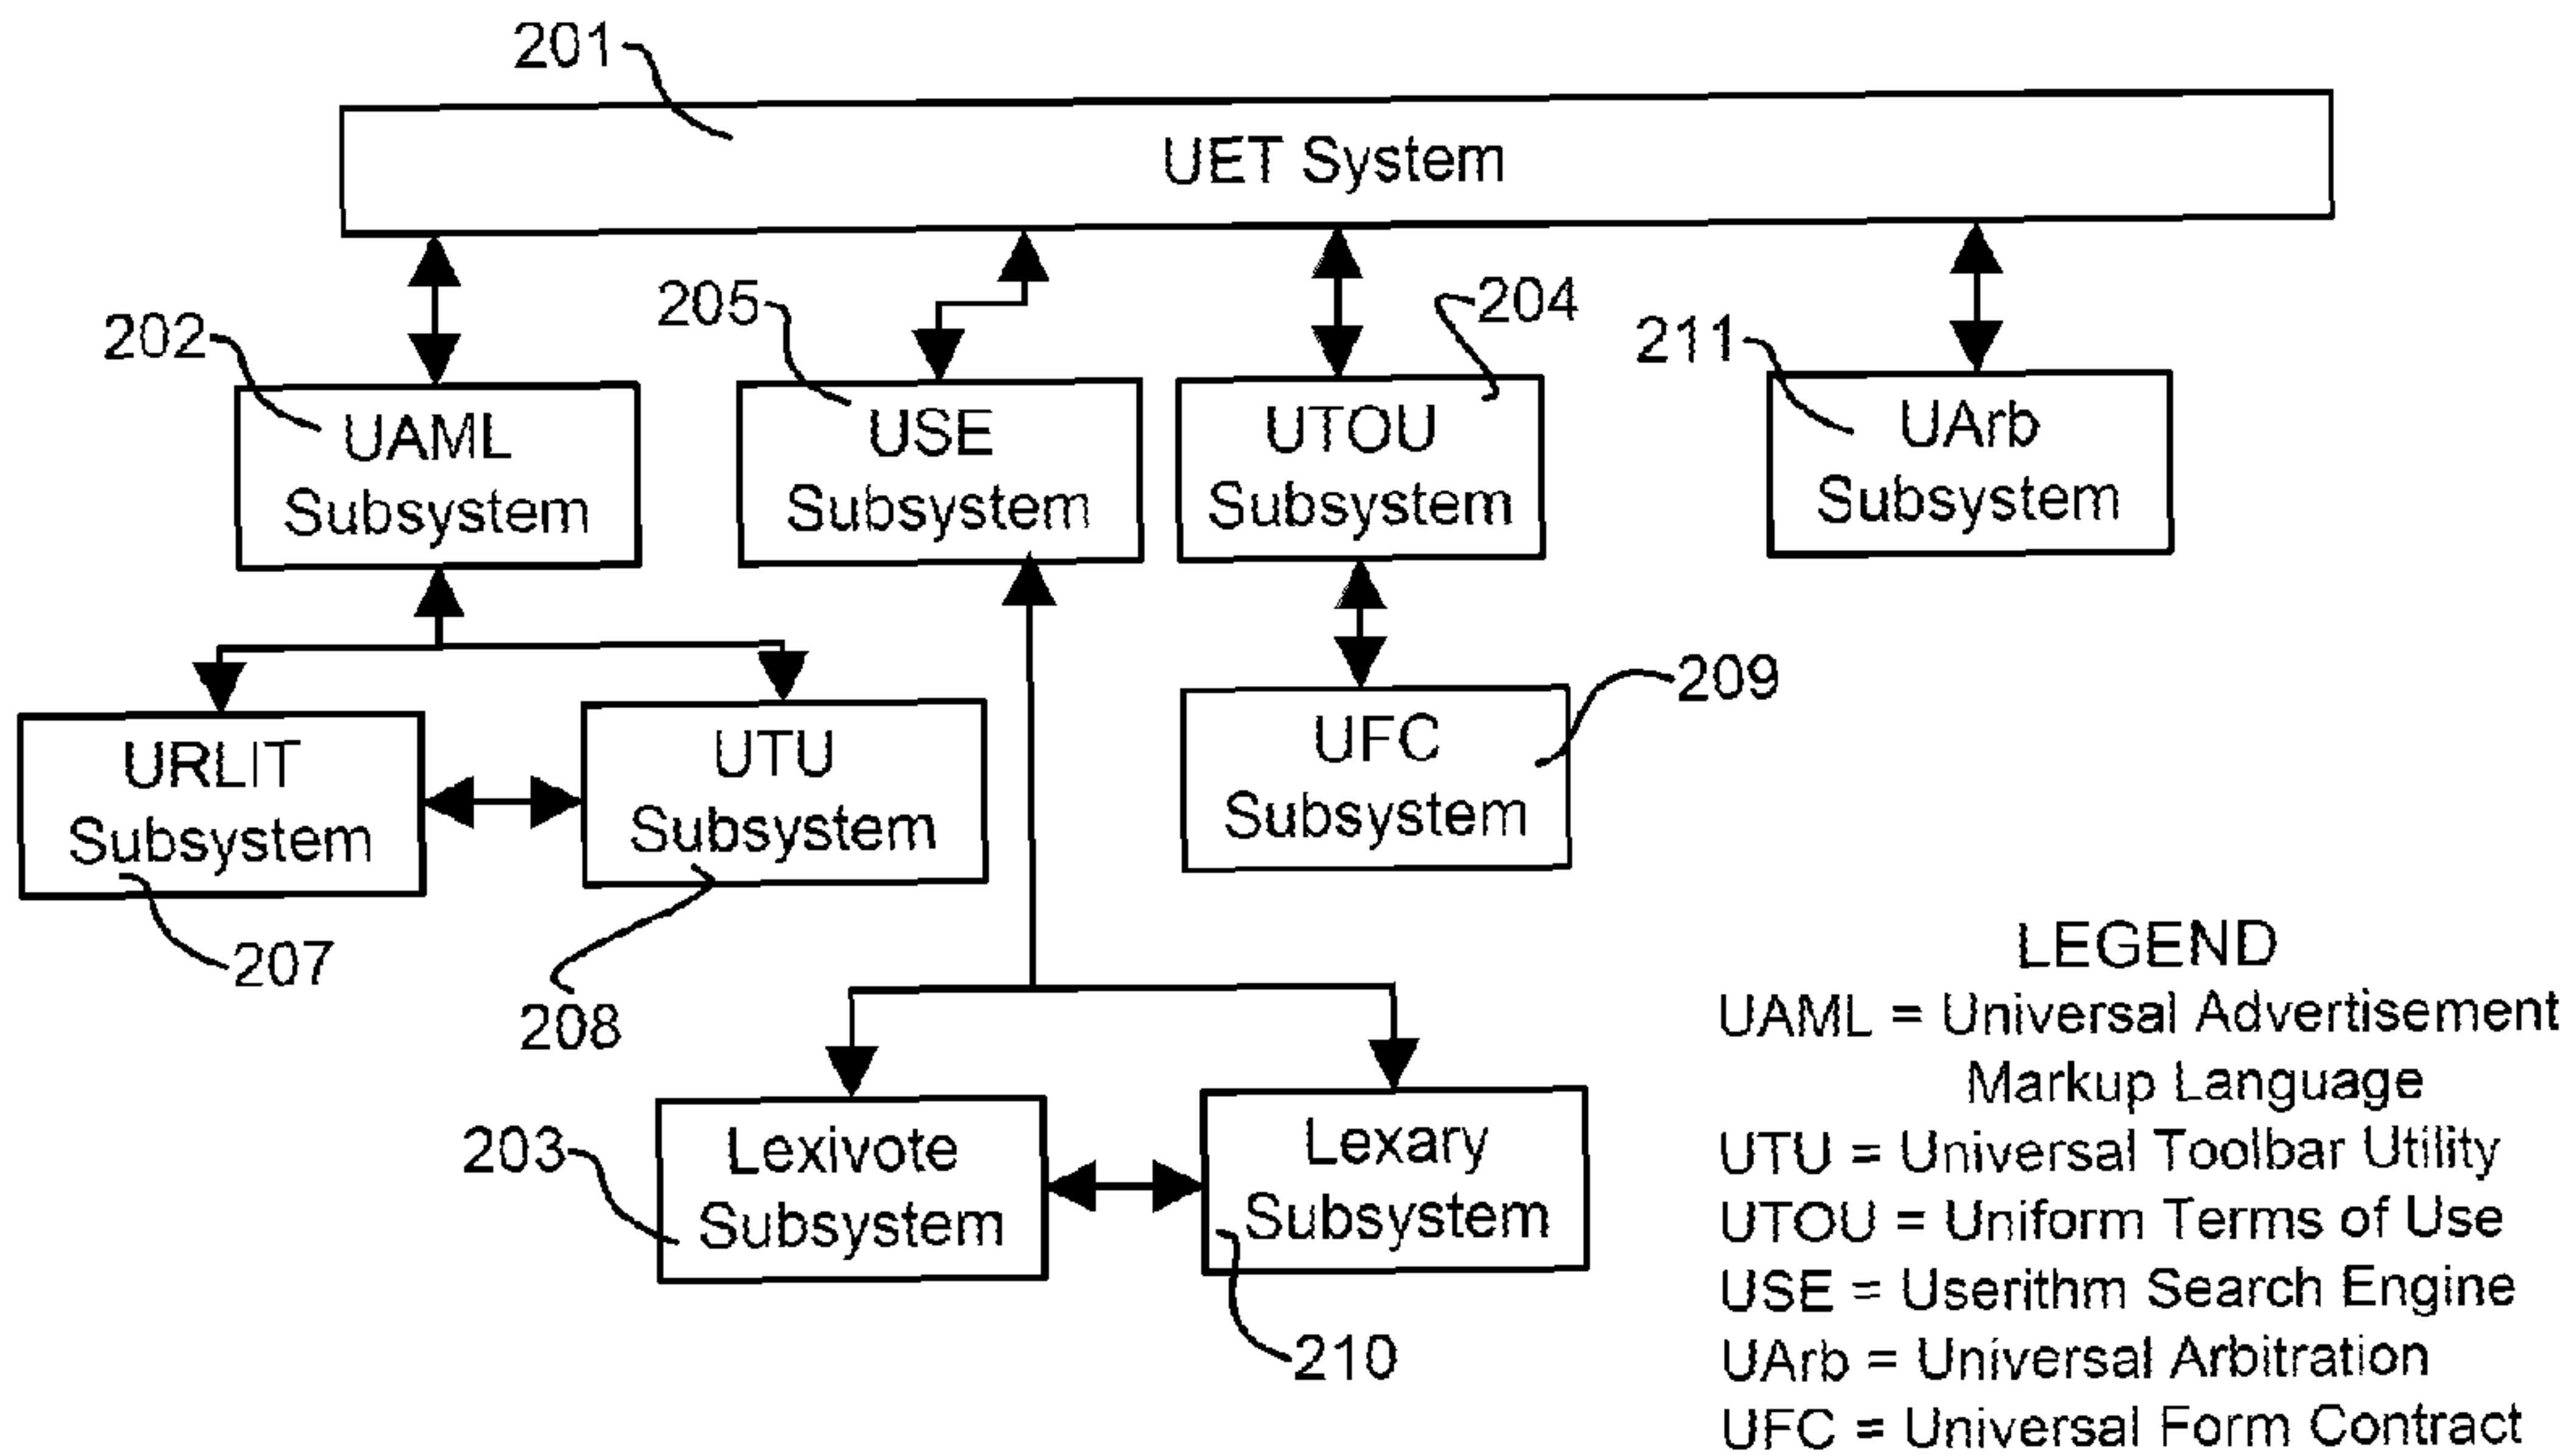 201
UET System
202
205
204
211
UAML
Subsystem
USE
Subsystem
UTOU
Subsystem
UArb
Subsystem
URLIT
Subsystem
UTU
Subsystem
UFC
Subsystem
209
207
208
Lexivote
Subsystem
Lexary
Subsystem
203
210
LEGEND
UAML = Universal Advertisement
Markup Language
UTU = Universal Toolbar Utility
UTOU = Uniform Terms of Use
USE = Userithm Search Engine
UArb = Universal Arbitration
UFC = Universal Form Contract